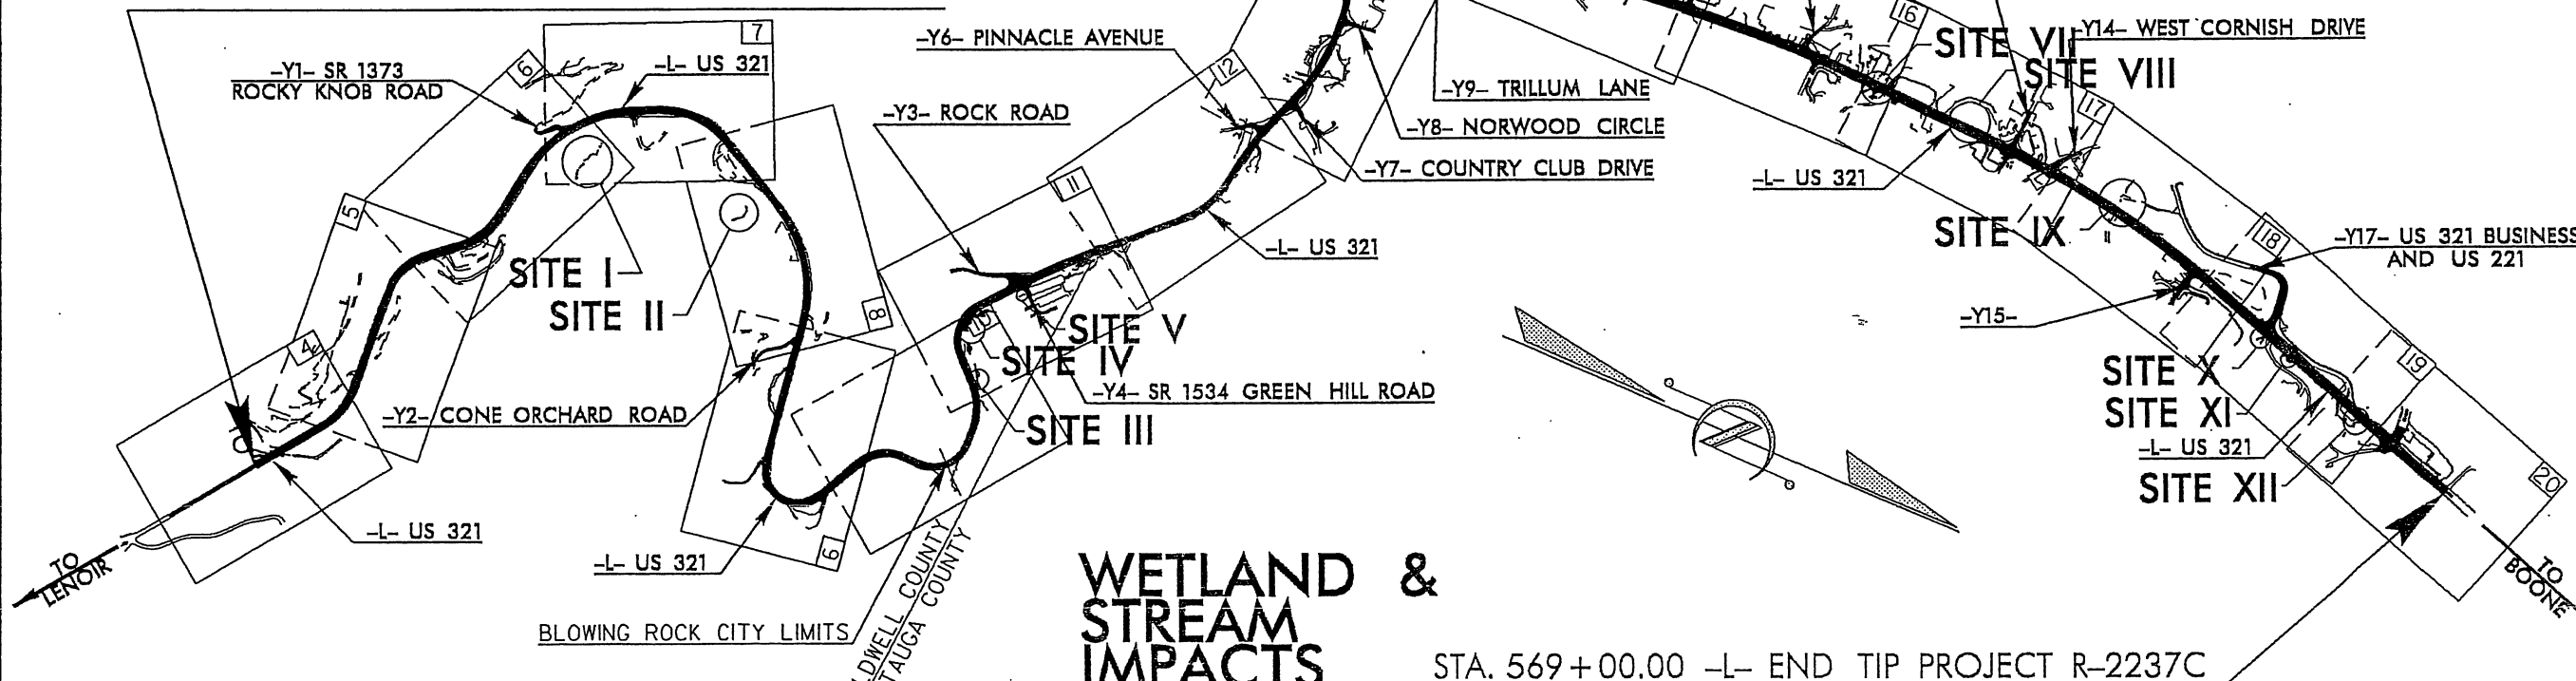 7
-L- US 321
6
-Y1- SR 1373
ROCKY KNOB ROAD
5
SITE I
SITE II
4
-Y2- CONE ORCHARD ROAD
-L- US 321
TO
LENOIR
8
-L- US 321
9
BLOWING ROCK CITY LIMITS
DWELL COUNTY
TAUGA COUNTY
-Y6- PINNACLE AVENUE
12
-Y3- ROCK ROAD
11
10
SITE V
SITE IV
-Y4- SR 1534 GREEN HILL ROAD
SITE III
-Y9- TRILLUM LANE
-Y8- NORWOOD CIRCLE
-Y7- COUNTRY CLUB DRIVE
-L- US 321
16
-Y14- WEST CORNISH DRIVE
SITE VII
SITE VIII
17
-L- US 321
SITE IX
18
-Y17- US 321 BUSINESS
AND US 221
-Y15-
19
SITE X
SITE XI
-L- US 321
SITE XII
20
TO
BOONE
WETLAND &
STREAM
IMPACTS
STA. 569+00.00 -L- END TIP PROJECT R-2237C